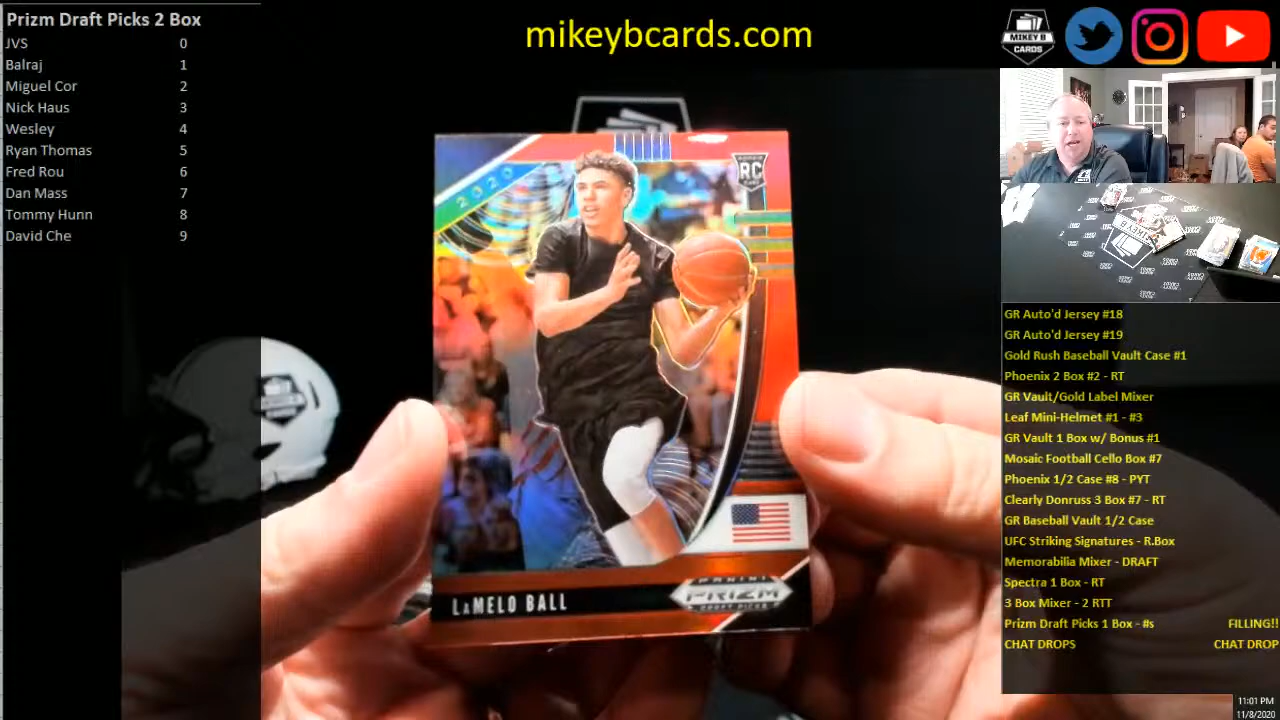 Prizm Draft Picks 2 Box
JVS 0
Balraj 1
Miguel Cor 2
Nick Haus 3
Wesley 4
Ryan Thomas 5
Fred Rou 6
Dan Mass 7
Tommy Hunn 8
David Che 9
mikeybcards.com
MIKEY B
CARDS
2020
RC
LAMELO BALL
PANINI
PRIZM
DRAFT PICKS
GR Auto'd Jersey #18
GR Auto'd Jersey #19
Gold Rush Baseball Vault Case #1
Phoenix 2 Box #2 - RT
GR Vault/Gold Label Mixer
Leaf Mini-Helmet #1 - #3
GR Vault 1 Box w/ Bonus #1
Mosaic Football Cello Box #7
Phoenix 1/2 Case #8 - PYT
Clearly Donruss 3 Box #7 - RT
GR Baseball Vault 1/2 Case
UFC Striking Signatures - R.Box
Memorabilia Mixer - DRAFT
Spectra 1 Box - RT
3 Box Mixer - 2 RTT
Prizm Draft Picks 1 Box - #s FILLING!!
CHAT DROPS CHAT DROP
11:01 PM
11/8/2020